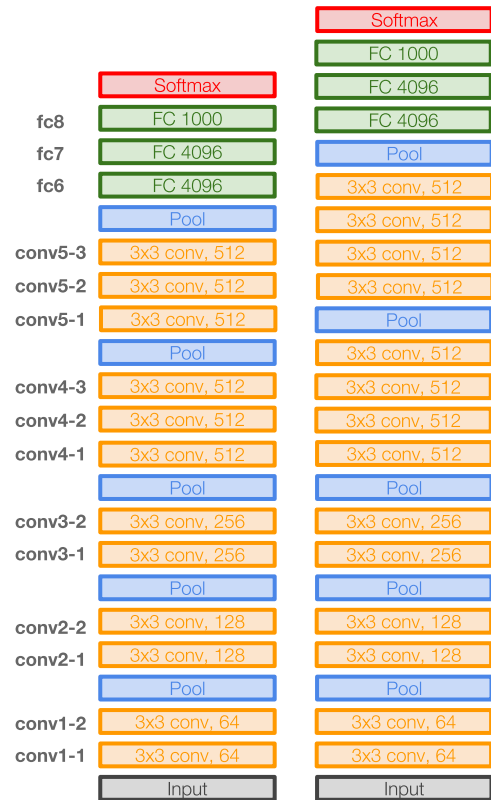 Softmax
fc8 FC 1000
fc7 FC 4096
fc6 FC 4096
Pool
conv5-3 3x3 conv, 512
conv5-2 3x3 conv, 512
conv5-1 3x3 conv, 512
Pool
conv4-3 3x3 conv, 512
conv4-2 3x3 conv, 512
conv4-1 3x3 conv, 512
Pool
conv3-2 3x3 conv, 256
conv3-1 3x3 conv, 256
Pool
conv2-2 3x3 conv, 128
conv2-1 3x3 conv, 128
Pool
conv1-2 3x3 conv, 64
conv1-1 3x3 conv, 64
Input
Softmax
FC 1000
FC 4096
FC 4096
Pool
3x3 conv, 512
3x3 conv, 512
3x3 conv, 512
3x3 conv, 512
Pool
3x3 conv, 512
3x3 conv, 512
3x3 conv, 512
3x3 conv, 512
Pool
3x3 conv, 256
3x3 conv, 256
Pool
3x3 conv, 128
3x3 conv, 128
Pool
3x3 conv, 64
3x3 conv, 64
Input